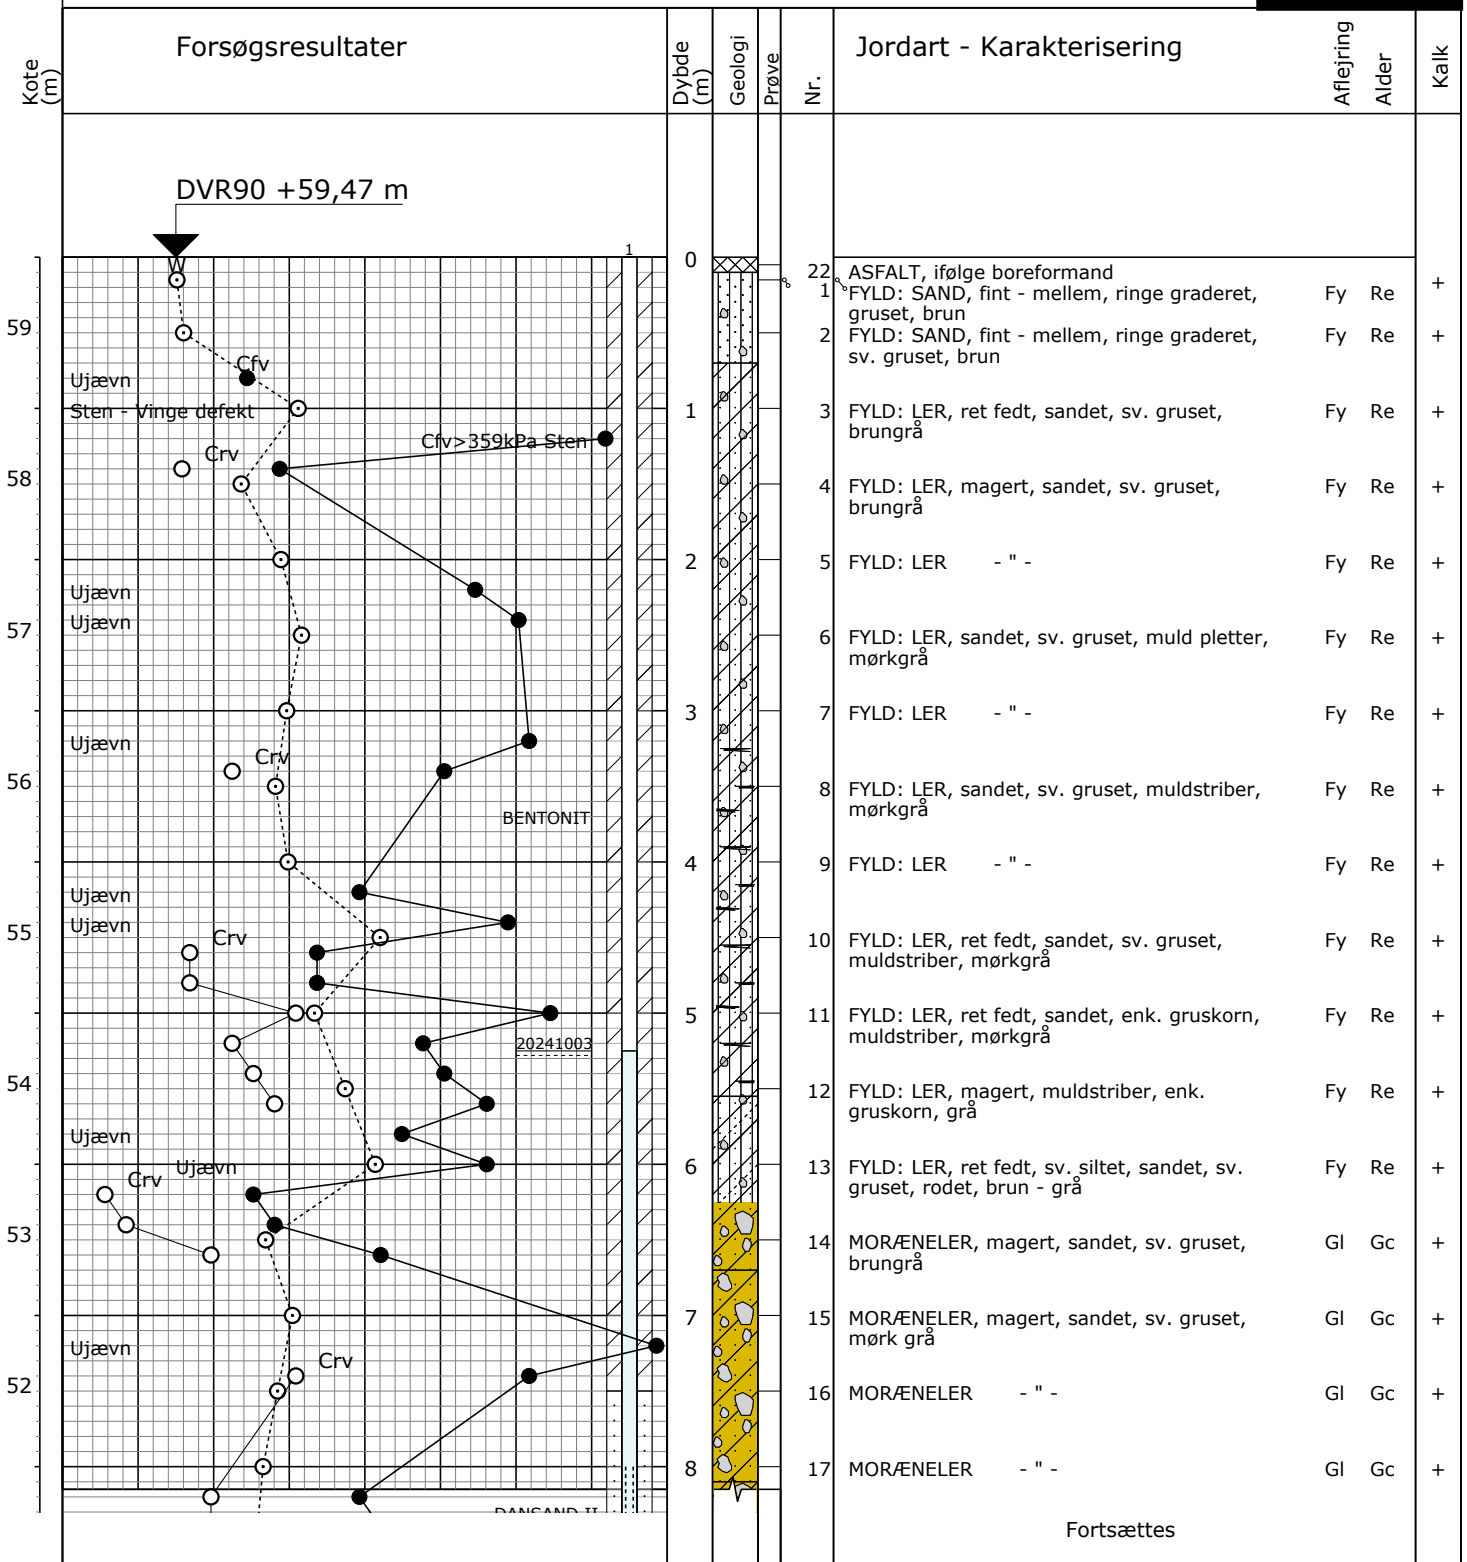 Kote (m)
Forsøgsresultater
Dybde (m)
Geologi
Prøve
Nr.
Jordart - Karakterisering
Aflejring
Alder
Kalk
DVR90 +59,47 m
1
W
0
22 ASFALT, ifølge boreformand +
1 FYLD: SAND, fint - mellem, ringe graderet, Fy Re
gruset, brun
59
2 FYLD: SAND, fint - mellem, ringe graderet, Fy Re +
sv. gruset, brun
Cfv
Ujævn
Sten - Vinge defekt
1
3 FYLD: LER, ret fedt, sandet, sv. gruset, Fy Re +
brungrå
Cfv>359kPa Sten
Crv
58
4 FYLD: LER, magert, sandet, sv. gruset, Fy Re +
brungrå
2
5 FYLD: LER - " - Fy Re +
Ujævn
Ujævn
57
6 FYLD: LER, sandet, sv. gruset, muld pletter, Fy Re +
mørkgrå
3
7 FYLD: LER - " - Fy Re +
Ujævn
Crv
56
8 FYLD: LER, sandet, sv. gruset, muldstriber, Fy Re +
mørkgrå
BENTONIT
4
9 FYLD: LER - " - Fy Re +
Ujævn
Ujævn
55
Crv
10 FYLD: LER, ret fedt, sandet, sv. gruset, Fy Re +
muldstriber, mørkgrå
5
11 FYLD: LER, ret fedt, sandet, enk. gruskorn, Fy Re +
muldstriber, mørkgrå
20241003
54
12 FYLD: LER, magert, muldstriber, enk. Fy Re +
gruskorn, grå
Ujævn
Ujævn
6
13 FYLD: LER, ret fedt, sv. siltet, sandet, sv. Fy Re +
gruset, rodet, brun - grå
Crv
53
14 MORÆNELER, magert, sandet, sv. gruset, Gl Gc +
brungrå
7
15 MORÆNELER, magert, sandet, sv. gruset, Gl Gc +
mørk grå
Ujævn
Crv
52
16 MORÆNELER - " - Gl Gc +
8
17 MORÆNELER - " - Gl Gc +
DANSAND II
Fortsættes